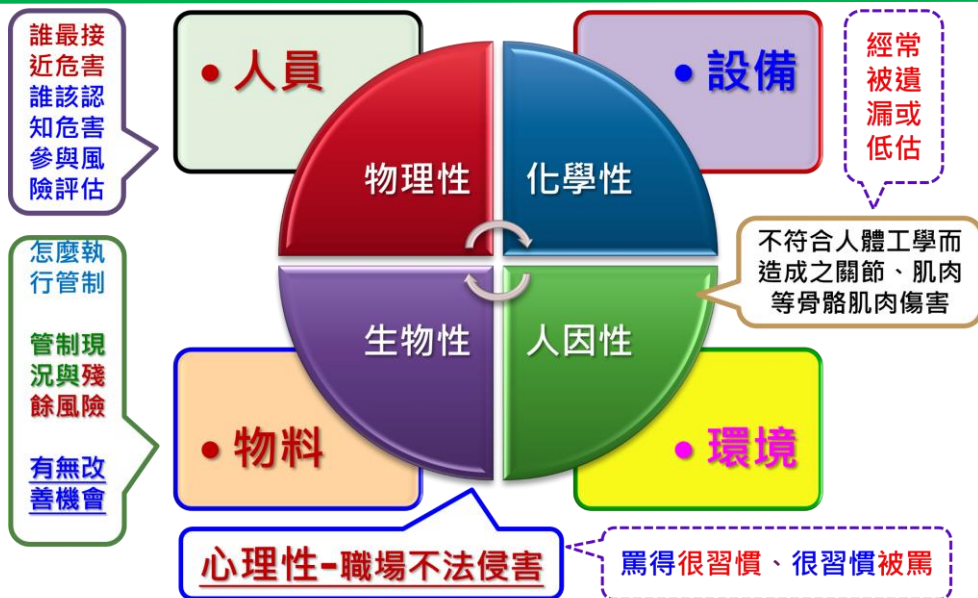 誰最接
近危害
誰該認
知危害
參與風
險評估
• 人員
• 設備
經常
被遺
漏或
低估
物理性
化學性
怎麼執
行管制
管制現
況與殘
餘風險
有無改
善機會
生物性
人因性
不符合人體工學而
造成之關節、肌肉
等骨骼肌肉傷害
• 物料
• 環境
心理性-職場不法侵害
罵得很習慣、很習慣被罵